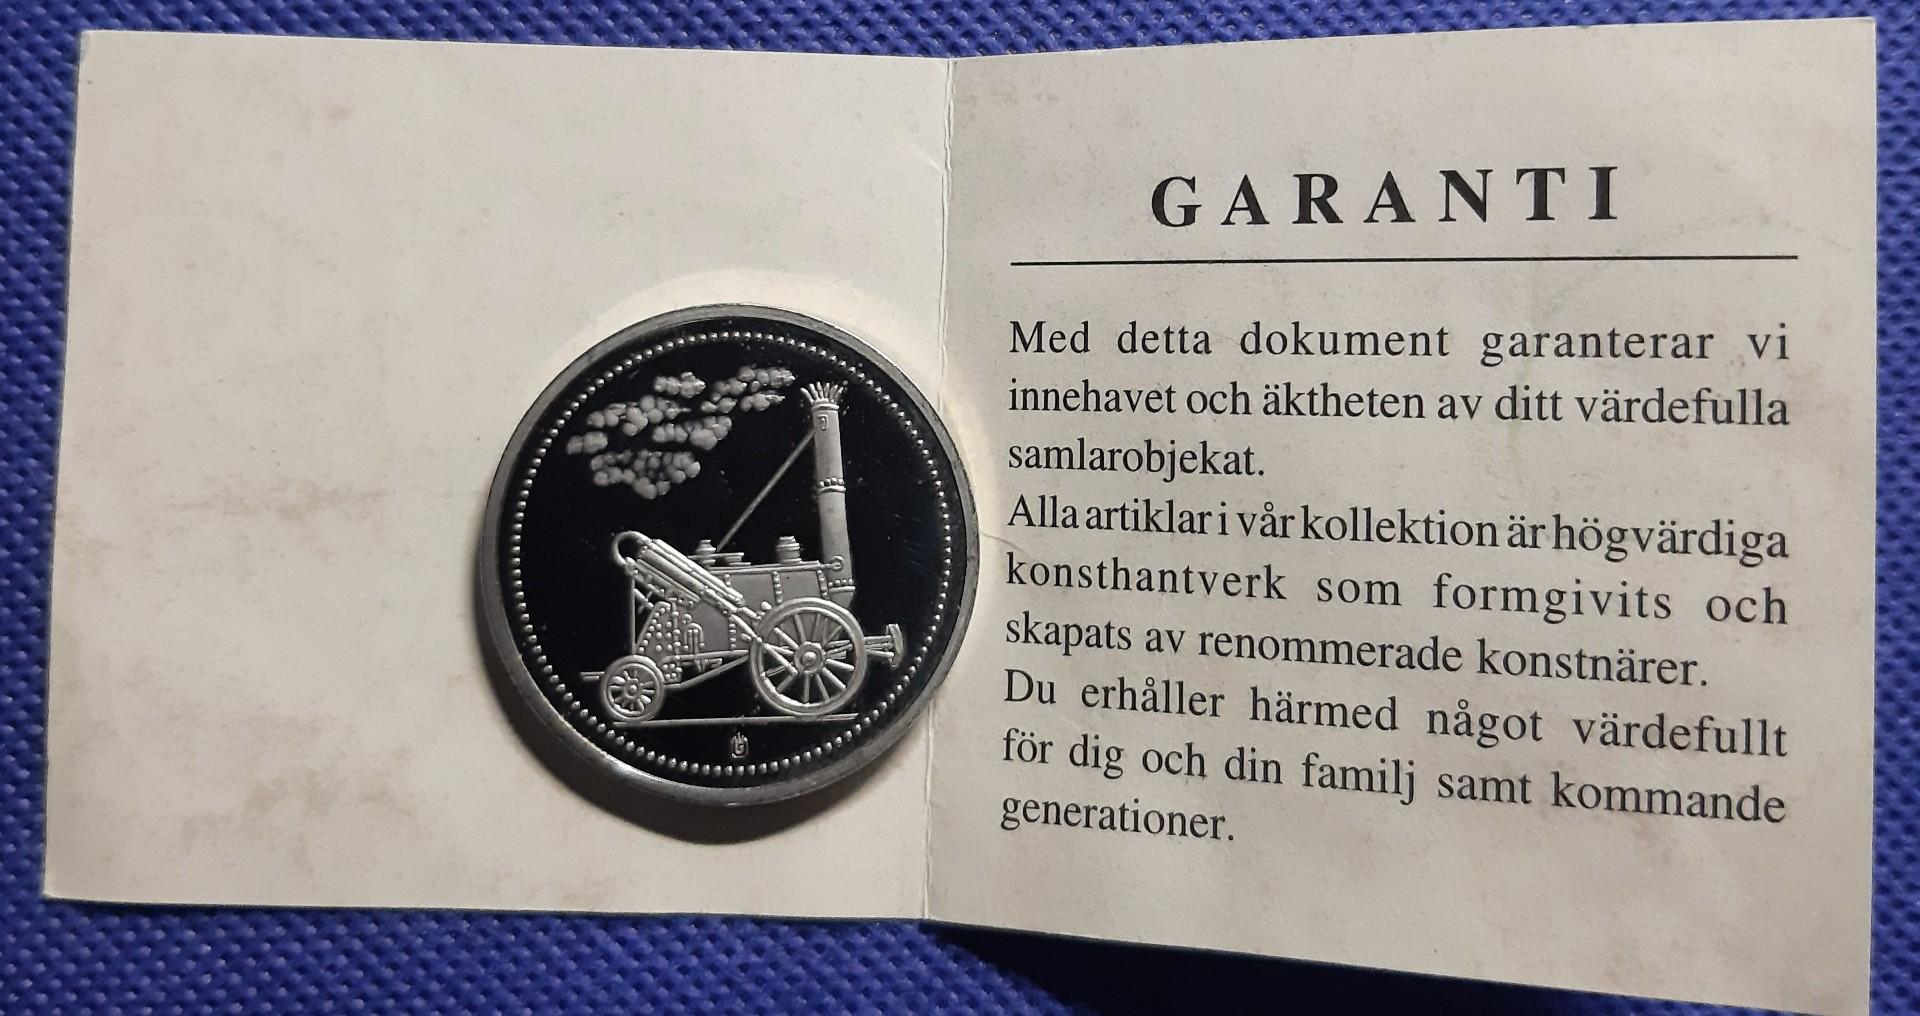 GARANTI
Med detta dokument garanterar vi
innehavet och äktheten av ditt värdefulla
samlarobjekat.
Alla artiklar i vår kollektion är högvärdiga
konsthantverk som formgivits och
skapats av renommerade konstnärer.
Du erhåller härmed något värdefullt
för dig och din familj samt kommande
generationer.